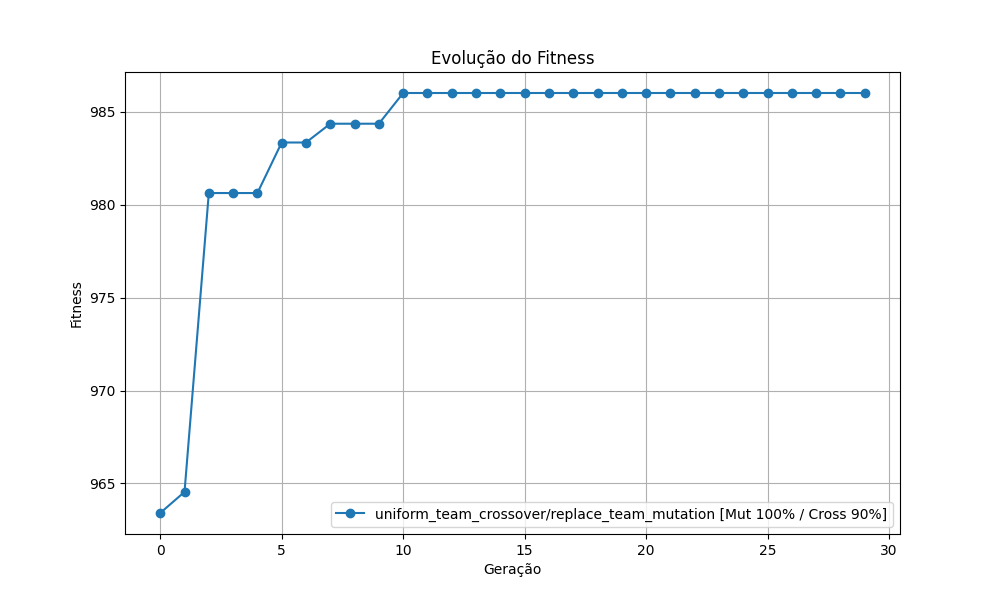 Evolução do Fitness
985
980
975
970
965
Fitness
0 5 10 15 20 25 30
Geração
uniform_team_crossover/replace_team_mutation [Mut 100% / Cross 90%]